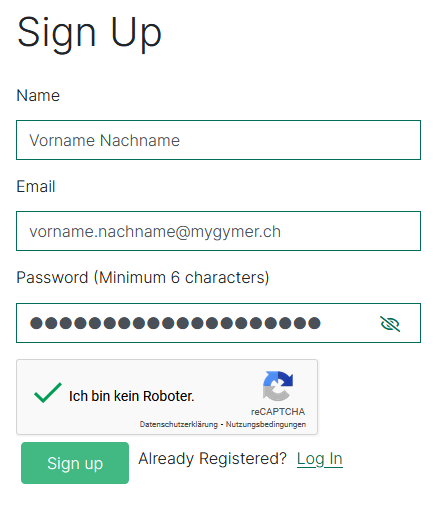 Sign Up
Name
Vorname Nachname
Email
vorname.nachname@mygymer.ch
Password (Minimum 6 characters)
●●●●●●●●●●●●●●●●●●●●
Ich bin kein Roboter.
reCAPTCHA
Datenschutzerklärung - Nutzungsbedingungen
Sign up Already Registered? Log In